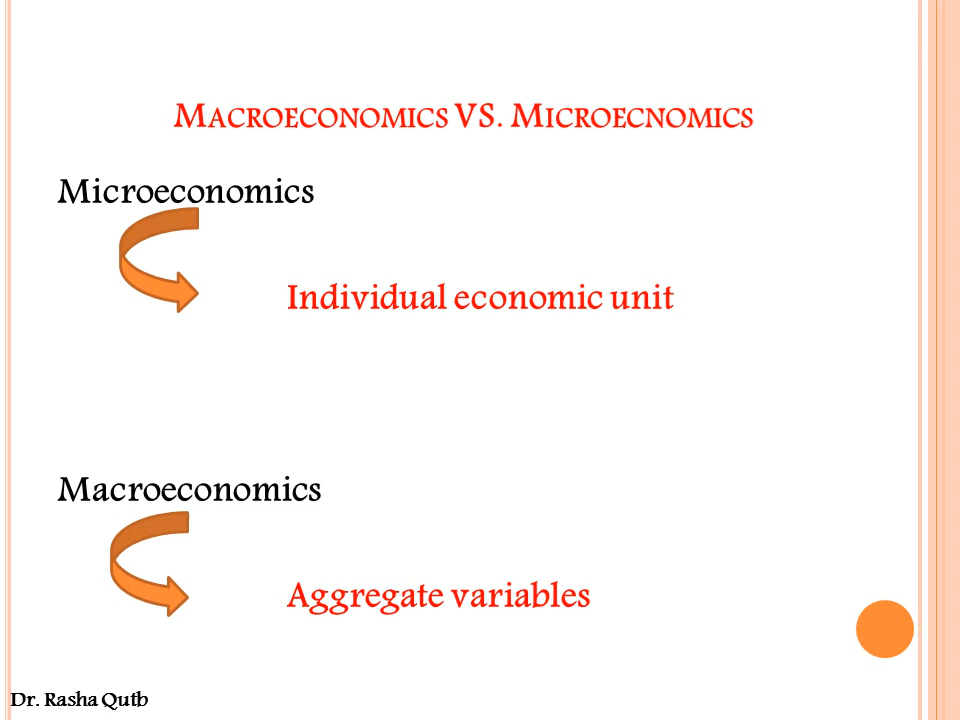 MACROECONOMICS VS. MICROECNOMICS
Microeconomics
Individual economic unit
Macroeconomics
Aggregate variables
Dr. Rasha Qutb